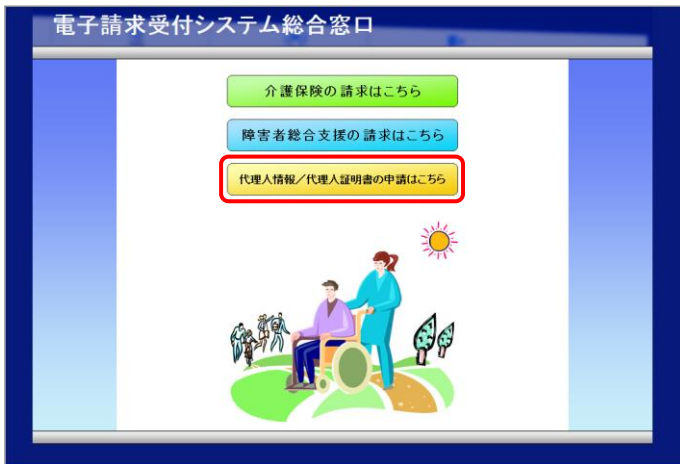 電子請求受付システム総合窓口
介護保険の請求はこちら
障害者総合支援の請求はこちら
代理人情報／代理人証明書の申請はこちら